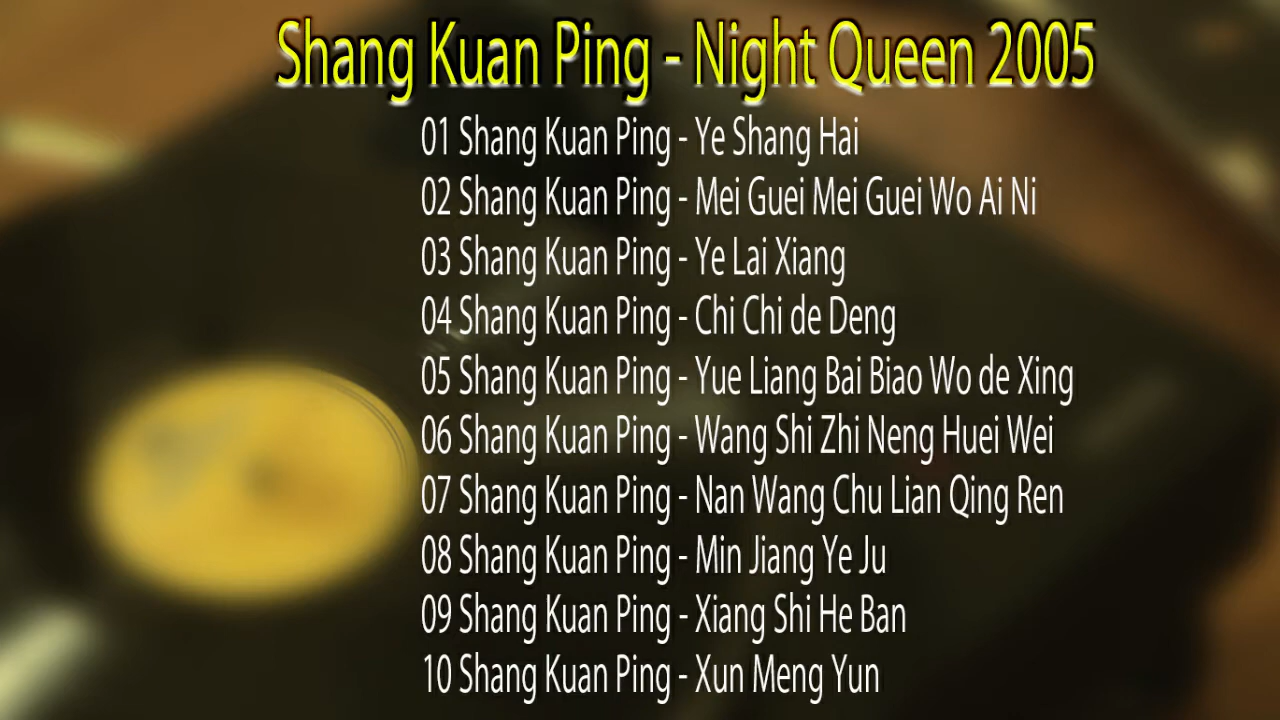 Shang Kuan Ping - Night Queen 2005
01 Shang Kuan Ping - Ye Shang Hai
02 Shang Kuan Ping - Mei Guei Mei Guei Wo Ai Ni
03 Shang Kuan Ping - Ye Lai Xiang
04 Shang Kuan Ping - Chi Chi de Deng
05 Shang Kuan Ping - Yue Liang Bai Biao Wo de Xing
06 Shang Kuan Ping - Wang Shi Zhi Neng Huei Wei
07 Shang Kuan Ping - Nan Wang Chu Lian Qing Ren
08 Shang Kuan Ping - Min Jiang Ye Ju
09 Shang Kuan Ping - Xiang Shi He Ban
10 Shang Kuan Ping - Xun Meng Yun